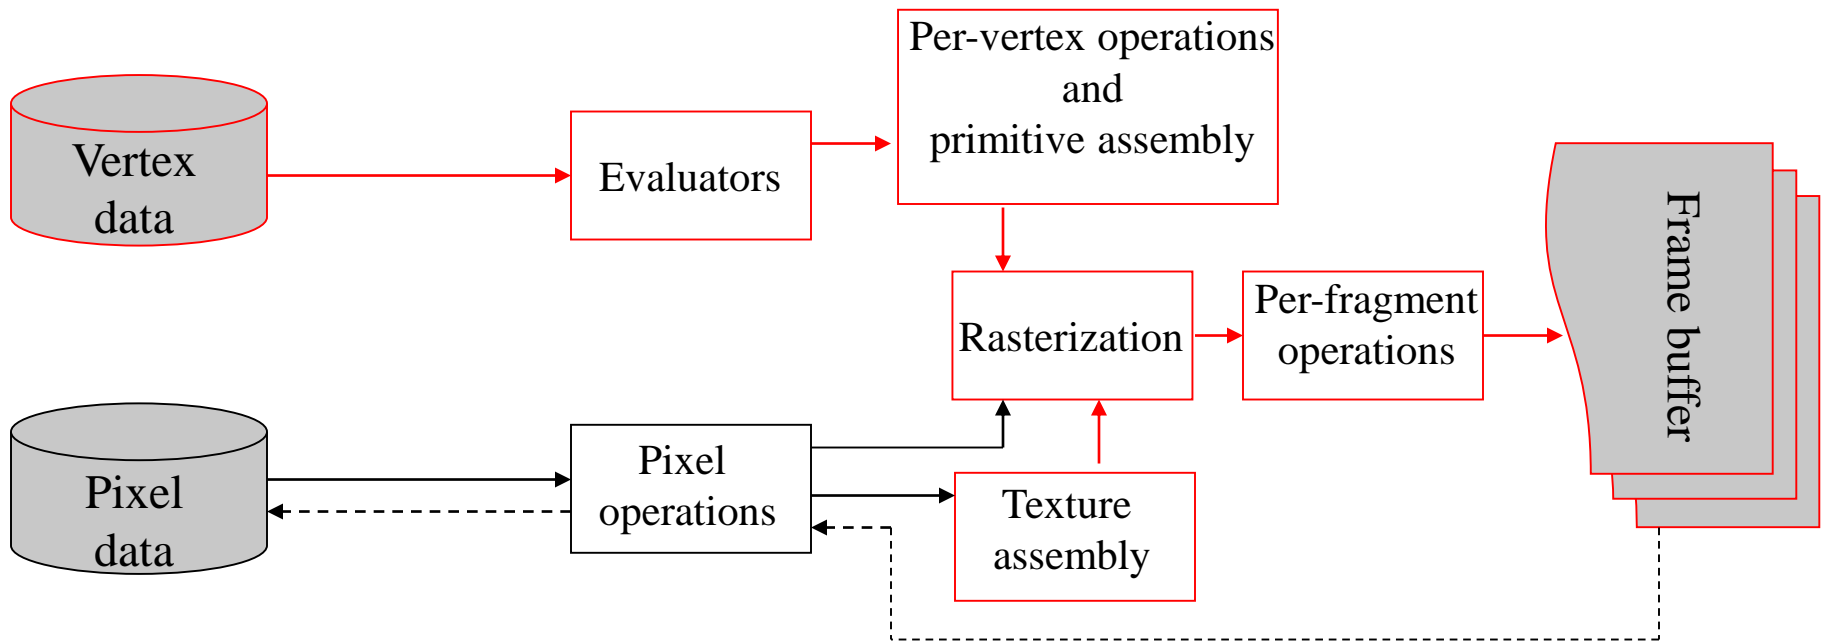 Vertex
data
Evaluators
Per-vertex operations
and
primitive assembly
Rasterization
Per-fragment
operations
Frame buffer
Pixel
data
Pixel
operations
Texture
assembly